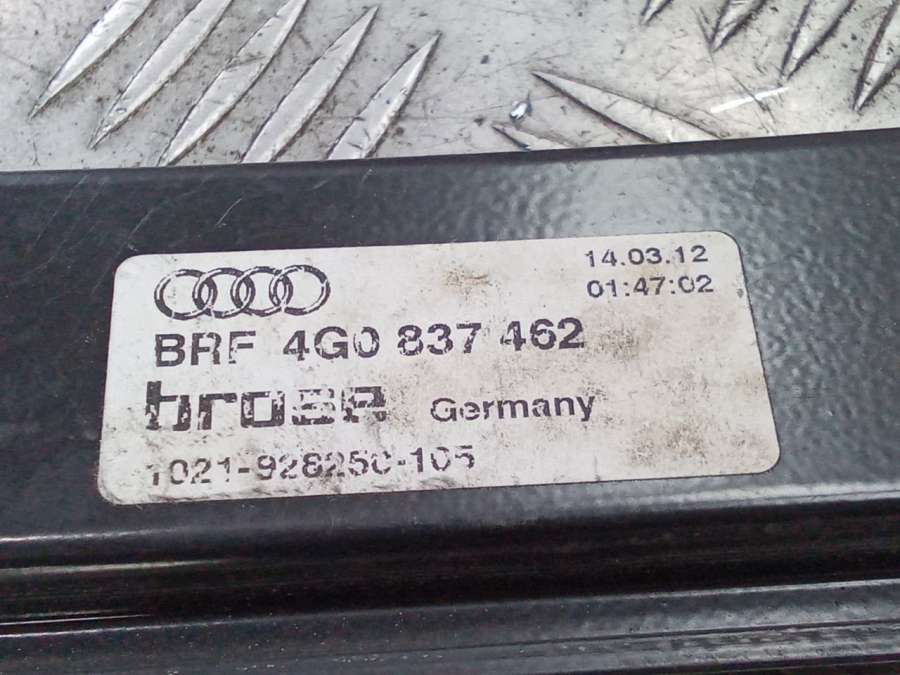 14.03.12
01:47:02
BRF 4G0 837 462
brose Germany
1021-928250-105